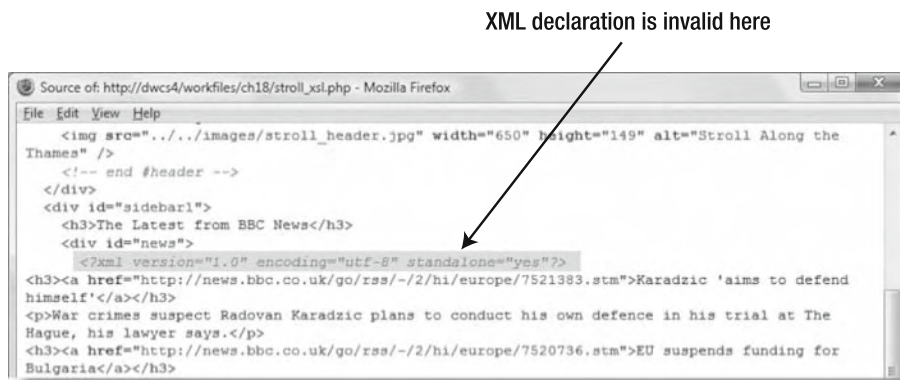 XML declaration is invalid here
Source of: http://dwcs4/workfiles/ch18/stroll_xsl.php - Mozilla Firefox
File Edit View Help
<img src="../../images/stroll_header.jpg" width="650" height="149" alt="Stroll Along the
Thames" />
<!-- end #header -->
</div>
<div id="sidebar1">
<h3>The Latest from BBC News</h3>
<div id="news">
<?xml version="1.0" encoding="utf-8" standalone="yes"?>
<h3><a href="http://news.bbc.co.uk/go/rss/-/2/hi/europe/7521383.stm">Karadzic 'aims to defend
himself'</a></h3>
<p>War crimes suspect Radovan Karadzic plans to conduct his own defence in his trial at The
Hague, his lawyer says.</p>
<h3><a href="http://news.bbc.co.uk/go/rss/-/2/hi/europe/7520736.stm">EU suspends funding for
Bulgaria</a></h3>